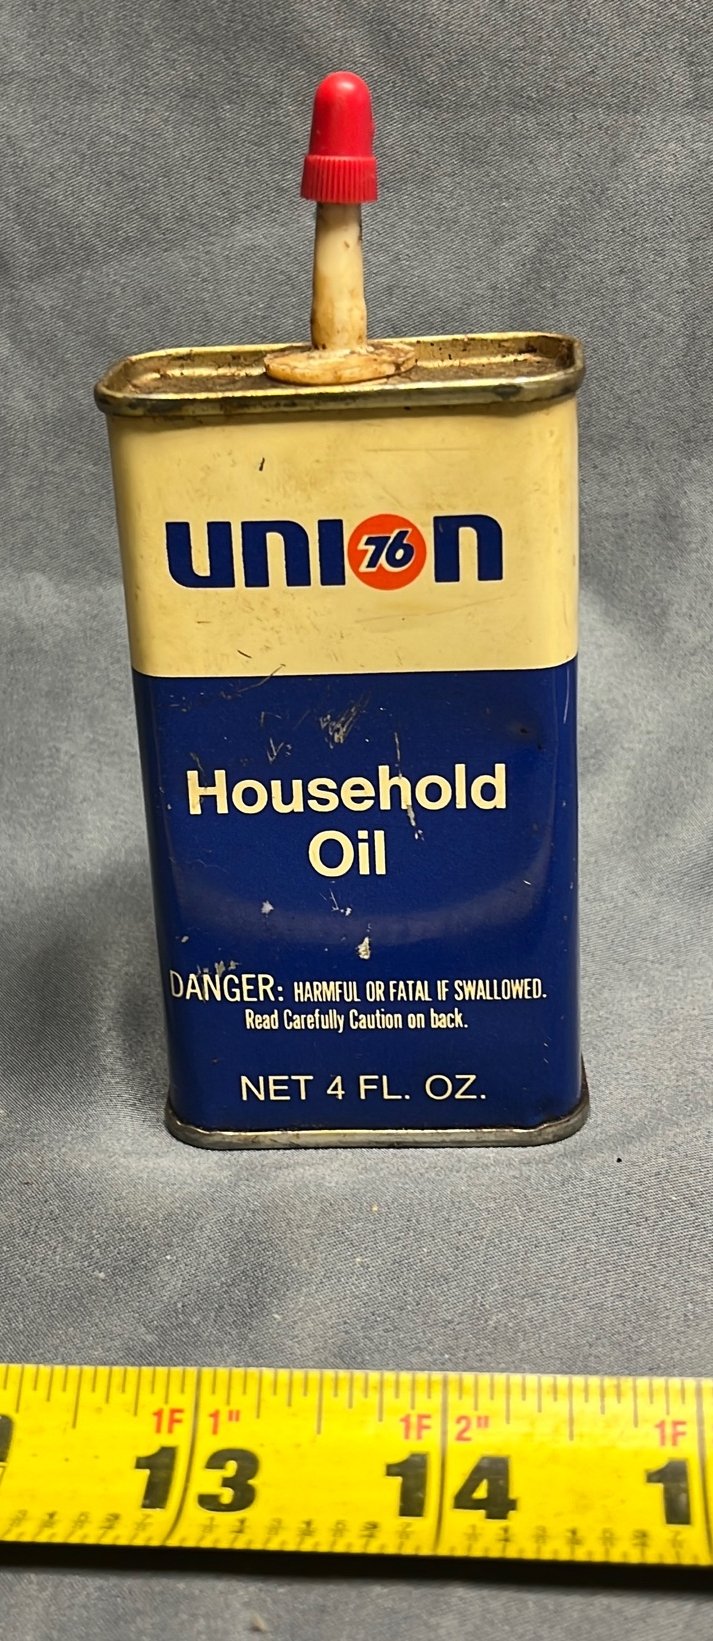 union
76
Household
Oil
DANGER: HARMFUL OR FATAL IF SWALLOWED.
Read Carefully Caution on back.
NET 4 FL. OZ.
1F 1" 1F 2" 1F
13 14 1